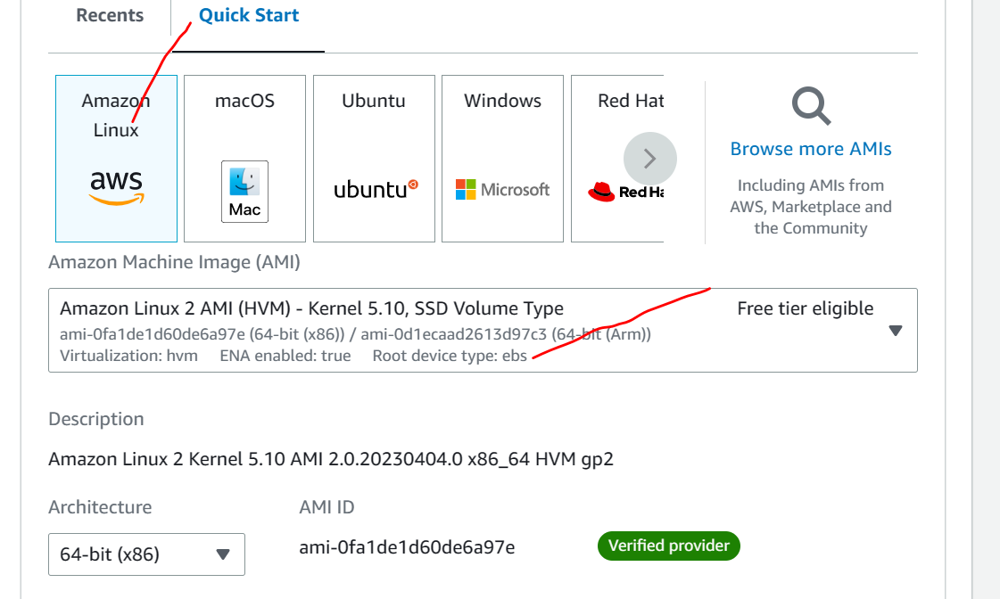 Recents
Quick Start
Amazon
Linux
aws
macOS
Mac
Ubuntu
ubuntu
Windows
Microsoft
Red Hat
Red Ha
Browse more AMIs
Including AMIs from
AWS, Marketplace and
the Community
Amazon Machine Image (AMI)
Amazon Linux 2 AMI (HVM) - Kernel 5.10, SSD Volume Type
Free tier eligible
ami-0fa1de1d60de6a97e (64-bit (x86)) / ami-0d1ecaad2613d97c3 (64-bit (Arm))
Virtualization: hvm ENA enabled: true Root device type: ebs
Description
Amazon Linux 2 Kernel 5.10 AMI 2.0.20230404.0 x86_64 HVM gp2
Architecture
AMI ID
64-bit (x86)
ami-0fa1de1d60de6a97e
Verified provider